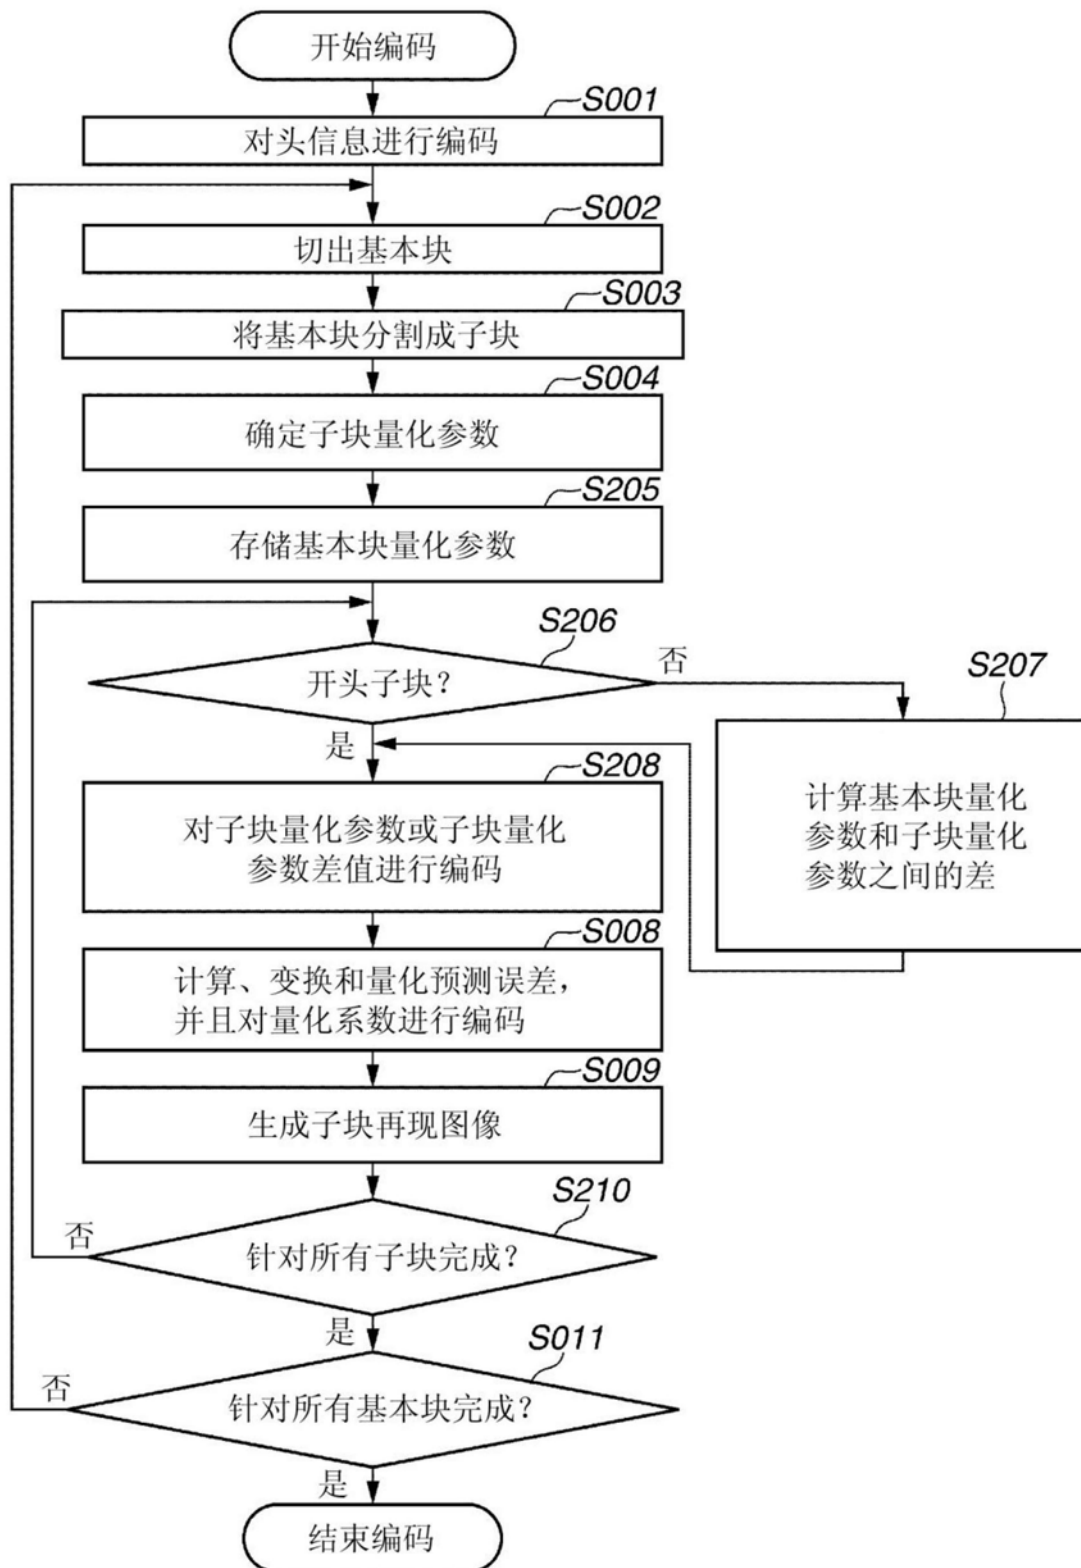 开始编码
S001
对头信息进行编码
S002
切出基本块
S003
将基本块分割成子块
S004
确定子块量化参数
S205
存储基本块量化参数
S206
开头子块?
否
S207
计算基本块量化
参数和子块量化
参数之间的差
是
S208
对子块量化参数或子块量化
参数差值进行编码
S008
计算、变换和量化预测误差，
并且对量化系数进行编码
S009
生成子块再现图像
S210
针对所有子块完成?
否
是
S011
针对所有基本块完成?
否
是
结束编码